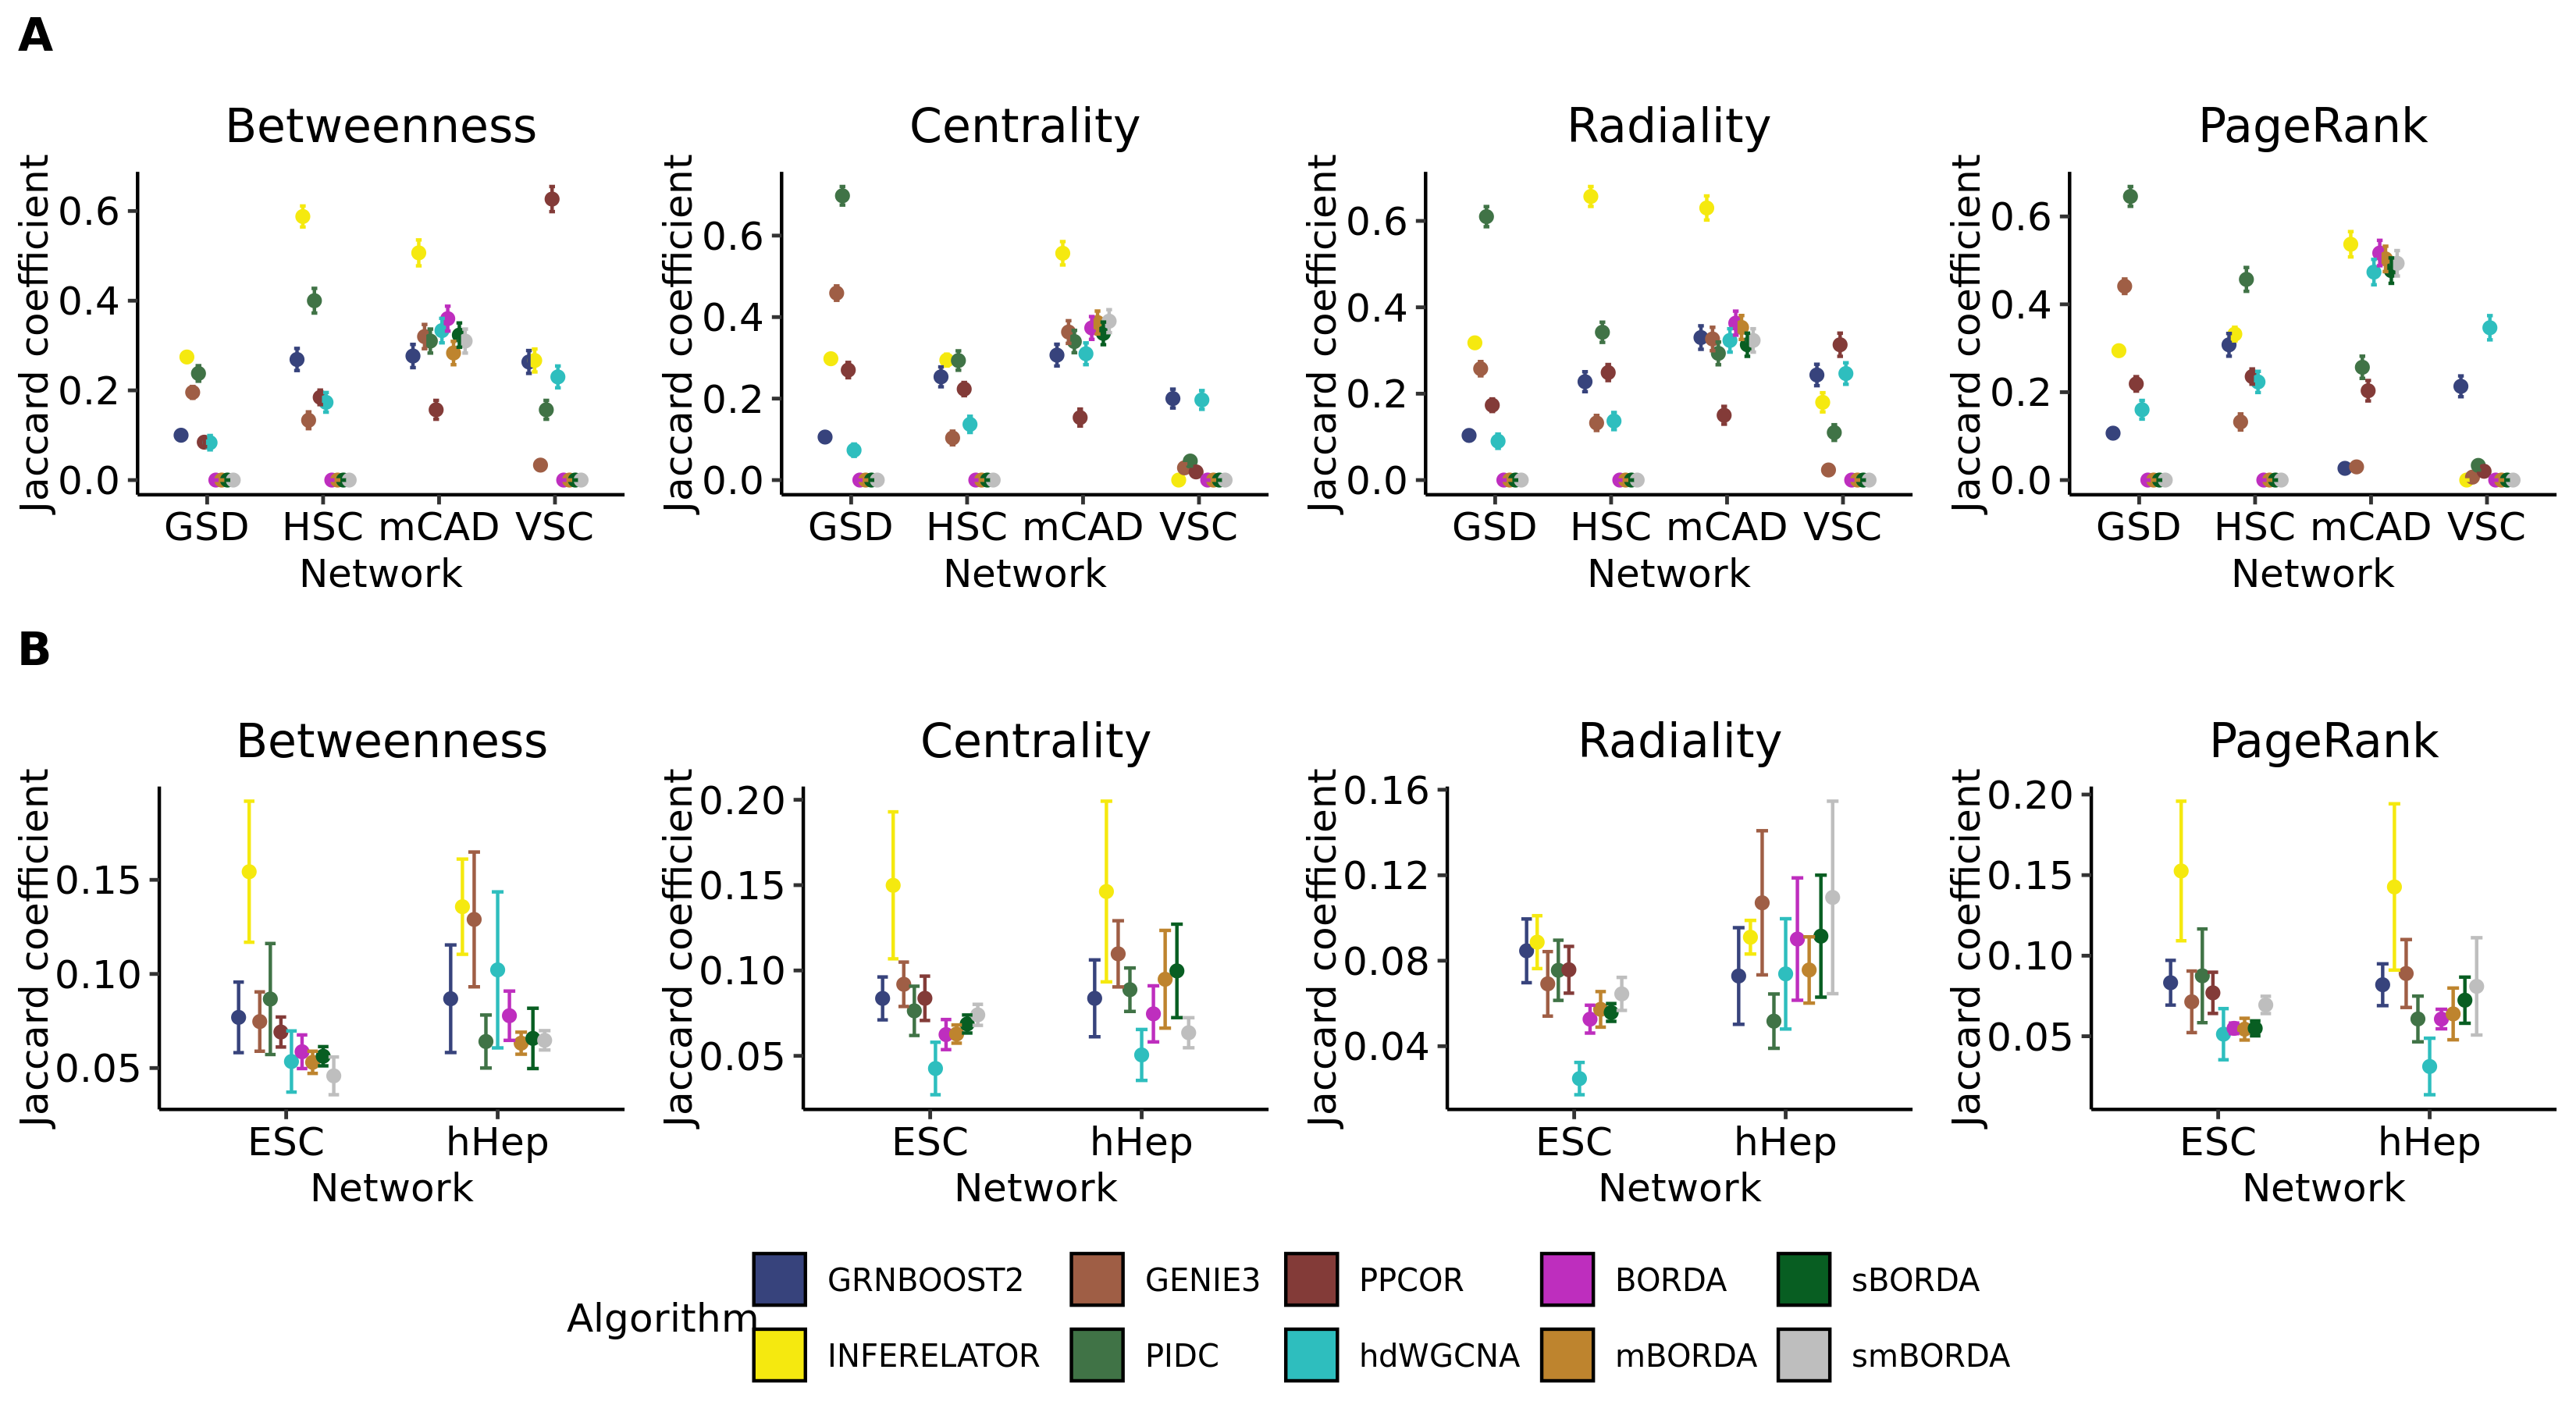 A
Betweenness
Centrality
Radiality
PageRank
Jaccard coefficient
0.6
0.4
0.2
0.0
GSD HSC mCAD VSC
Network
Jaccard coefficient
0.6
0.4
0.2
0.0
GSD HSC mCAD VSC
Network
Jaccard coefficient
0.6
0.4
0.2
0.0
GSD HSC mCAD VSC
Network
Jaccard coefficient
0.6
0.4
0.2
0.0
GSD HSC mCAD VSC
Network
B
Betweenness
Centrality
Radiality
PageRank
Jaccard coefficient
0.15
0.10
0.05
ESC hHep
Network
Jaccard coefficient
0.20
0.15
0.10
0.05
ESC hHep
Network
Jaccard coefficient
0.16
0.12
0.08
0.04
ESC hHep
Network
Jaccard coefficient
0.20
0.15
0.10
0.05
ESC hHep
Network
Algorithm
GRNBOOST2 GENIE3 PPCOR BORDA sBORDA
INFERELATOR PIDC hdWGCNA mBORDA smBORDA